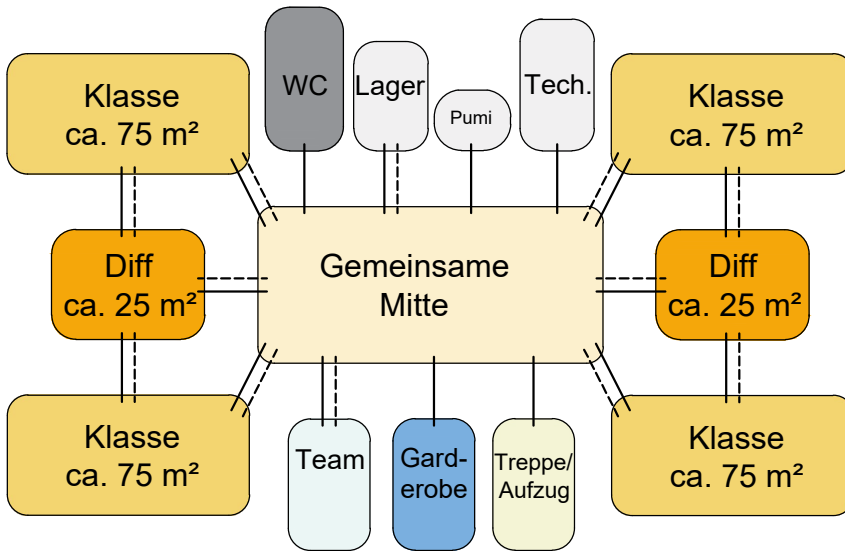 Klasse
ca. 75 m²
WC
Lager
Pumi
Tech.
Klasse
ca. 75 m²
Diff
ca. 25 m²
Gemeinsame
Mitte
Diff
ca. 25 m²
Klasse
ca. 75 m²
Team
Gard-
erobe
Treppe/
Aufzug
Klasse
ca. 75 m²